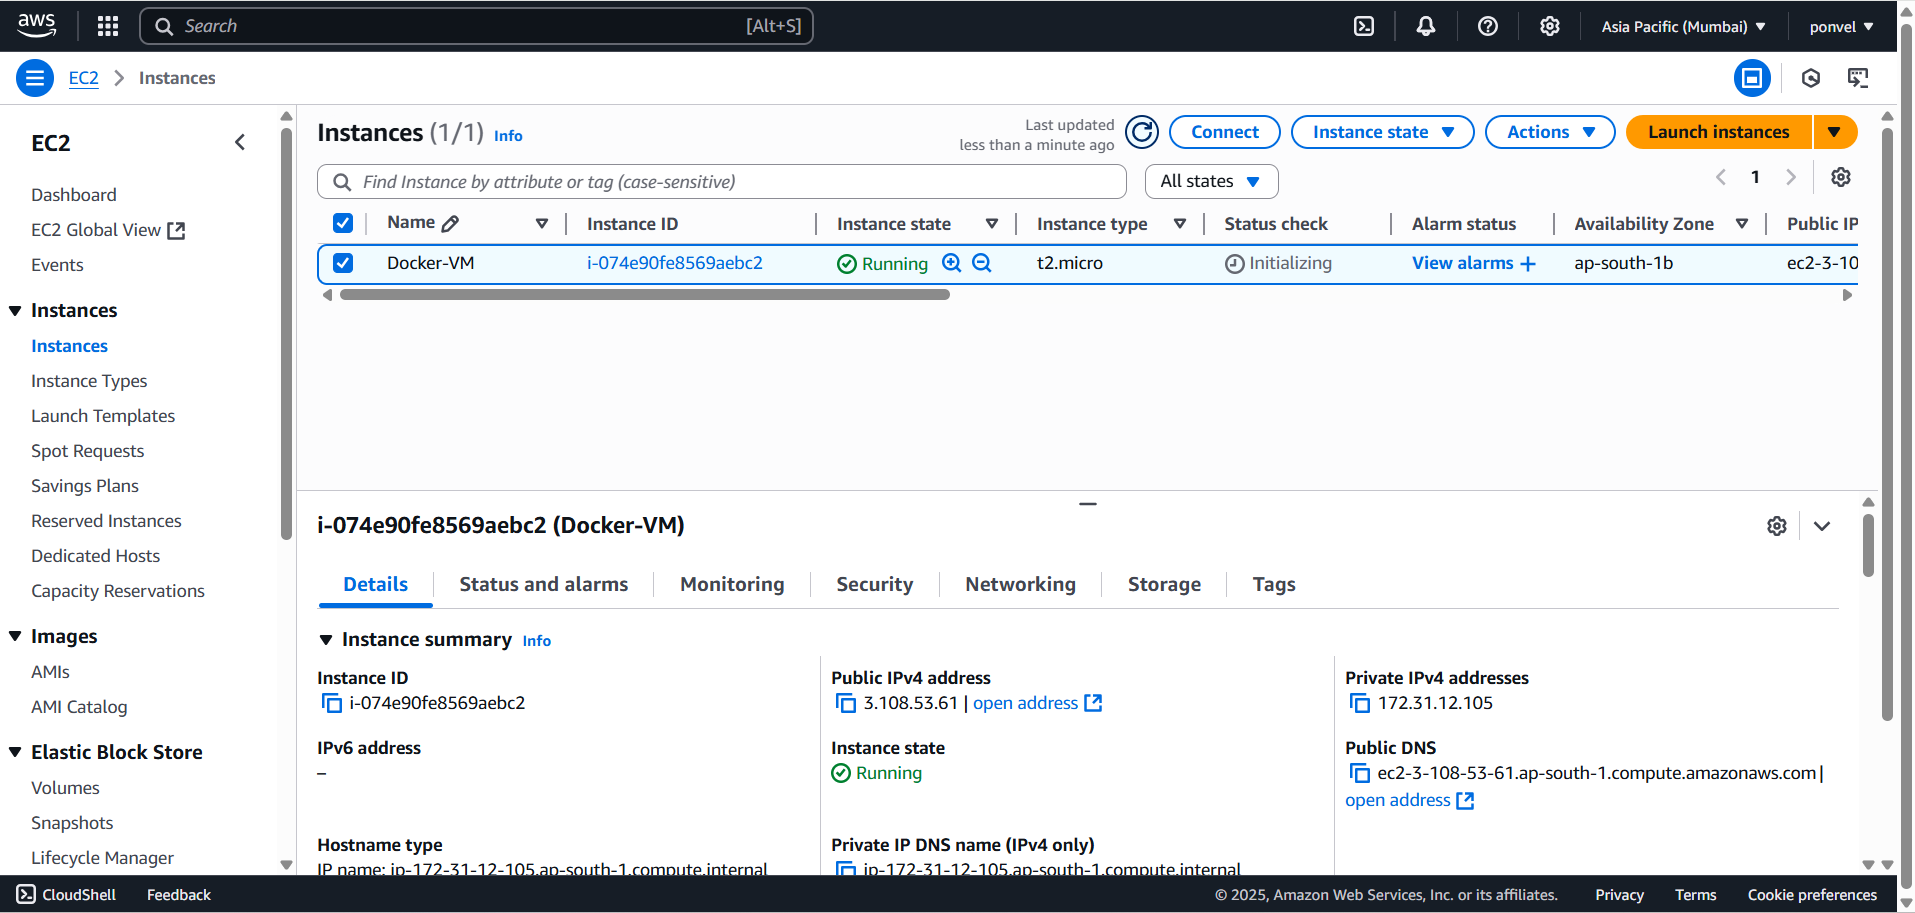 aws
Search [Alt+S]
Asia Pacific (Mumbai)
ponvel
EC2 > Instances
EC2
Dashboard
EC2 Global View
Events
Instances
Instances
Instance Types
Launch Templates
Spot Requests
Savings Plans
Reserved Instances
Dedicated Hosts
Capacity Reservations
Images
AMIs
AMI Catalog
Elastic Block Store
Volumes
Snapshots
Lifecycle Manager
Instances (1/1) Info
Last updated
less than a minute ago
Connect
Instance state
Actions
Launch instances
Find Instance by attribute or tag (case-sensitive)
All states
1
Name Instance ID Instance state Instance type Status check Alarm status Availability Zone Public IP
Docker-VM i-074e90fe8569aebc2 Running t2.micro Initializing View alarms + ap-south-1b ec2-3-10
i-074e90fe8569aebc2 (Docker-VM)
Details Status and alarms Monitoring Security Networking Storage Tags
Instance summary Info
Instance ID
i-074e90fe8569aebc2
Public IPv4 address
3.108.53.61 | open address
Private IPv4 addresses
172.31.12.105
IPv6 address
–
Instance state
Running
Public DNS
ec2-3-108-53-61.ap-south-1.compute.amazonaws.com |
open address
Hostname type
IP name: ip-172-31-12-105.ap-south-1.compute.internal
Private IP DNS name (IPv4 only)
ip-172-31-12-105.ap-south-1.compute.internal
CloudShell Feedback
© 2025, Amazon Web Services, Inc. or its affiliates. Privacy Terms Cookie preferences